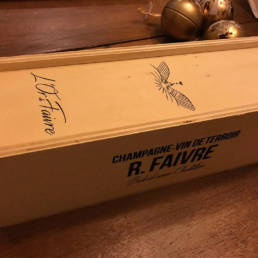 L'Or's Faivre
CHAMPAGNE-VIN DE TERROIR
R. FAIVRE